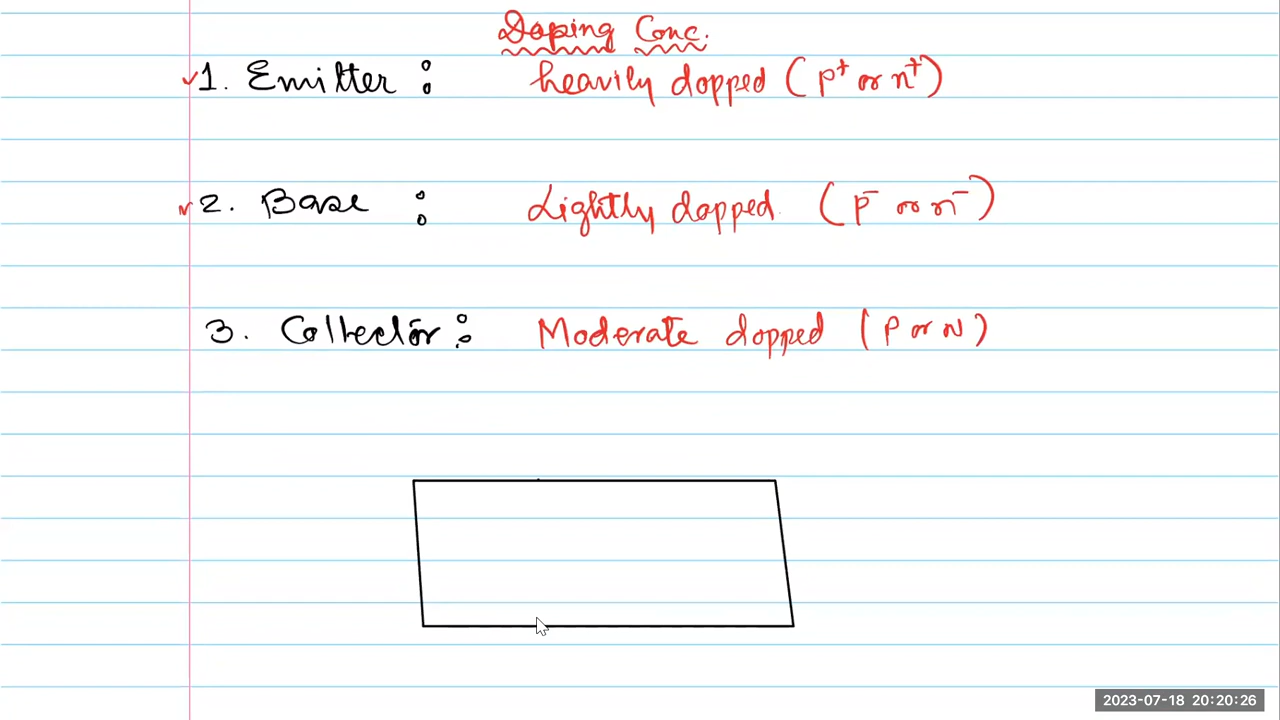 Doping Conc.
1. Emitter : heavily dopped (p+ or n+)
2. Base : Lightly dopped. (p- or n-)
3. Collector : Moderate dopped (P or N)
2023-07-18 20:20:26